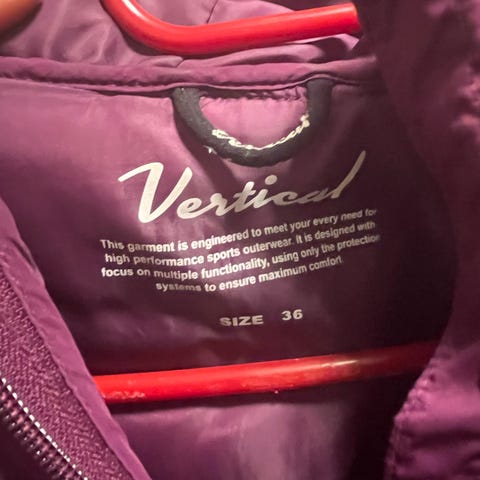 Vertical
This garment is engineered to meet your every need for
high performance sports outerwear. It is designed with
focus on multiple functionality, using only the protection
systems to ensure maximum comfort.
SIZE 36